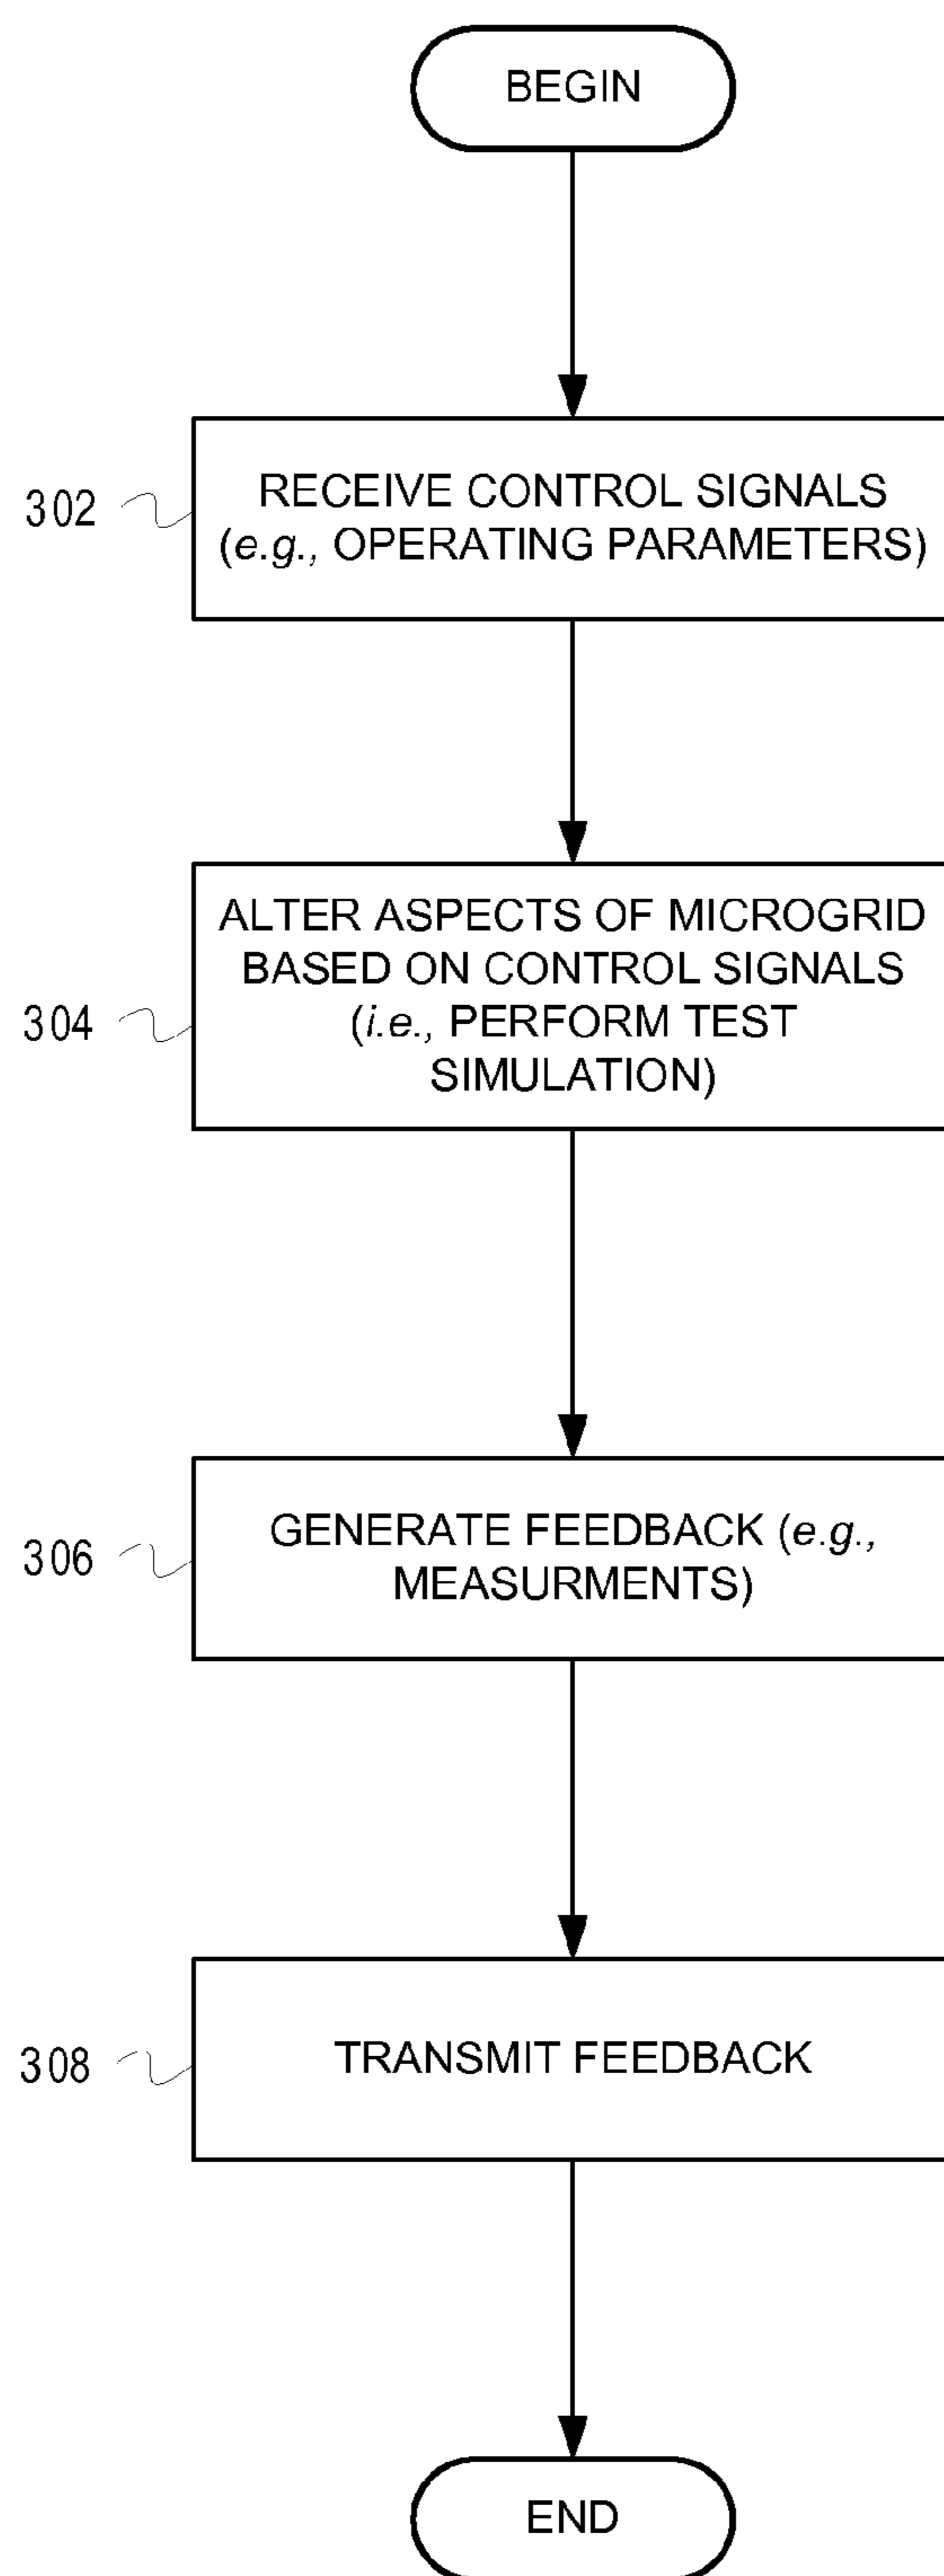 BEGIN
302
RECEIVE CONTROL SIGNALS
(e.g., OPERATING PARAMETERS)
304
ALTER ASPECTS OF MICROGRID
BASED ON CONTROL SIGNALS
(i.e., PERFORM TEST
SIMULATION)
306
GENERATE FEEDBACK (e.g.,
MEASURMENTS)
308
TRANSMIT FEEDBACK
END